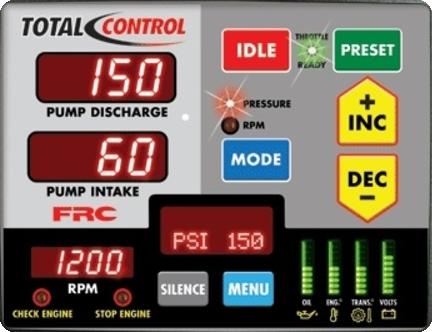 TOTAL CONTROL
150
PUMP DISCHARGE
60
PUMP INTAKE
FRC
IDLE
THROTTLE
READY
PRESET
PRESSURE
RPM
MODE
+
INC
DEC
-
PSI 150
1200
RPM
CHECK ENGINE
STOP ENGINE
SILENCE
MENU
OIL
ENG.°
TRANS.°
VOLTS